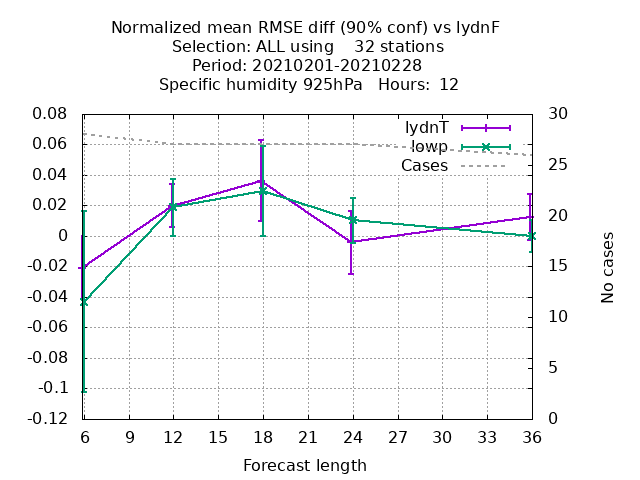 Normalized mean RMSE diff (90% conf) vs lydnF
Selection: ALL using    32 stations
Period: 20210201-20210228
Specific humidity 925hPa   Hours:  12
0.08
0.06
0.04
0.02
0
-0.02
-0.04
-0.06
-0.08
-0.1
-0.12
lydnT
lowp
Cases
30
25
20
15
10
5
0
No cases
6 9 12 15 18 21 24 27 30 33 36
Forecast length